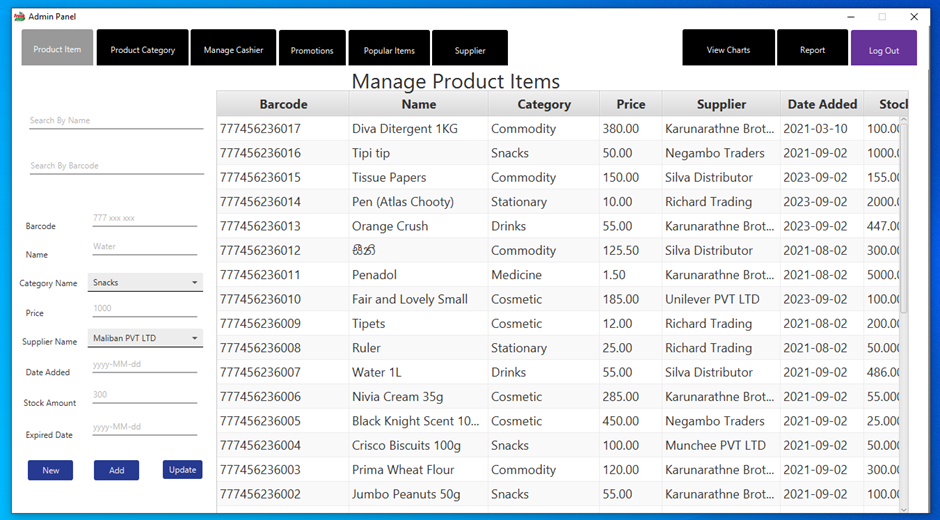 Admin Panel
Product Item Product Category Manage Cashier Promotions Popular Items Supplier View Charts Report Log Out
Manage Product Items
Search By Name
Search By Barcode
Barcode 777 xxx xxx
Name Water
Category Name Snacks
Price 1000
Supplier Name Maliban PVT LTD
Date Added yyyy-MM-dd
Stock Amount 300
Expired Date yyyy-MM-dd
New Add Update
Barcode Name Category Price Supplier Date Added Stock
777456236017 Diva Ditergent 1KG Commodity 380.00 Karunarathne Brot... 2021-03-10 100.00
777456236016 Tipi tip Snacks 50.00 Negambo Traders 2021-09-02 1000.
777456236015 Tissue Papers Commodity 150.00 Silva Distributor 2023-09-02 155.00
777456236014 Pen (Atlas Chooty) Stationary 10.00 Richard Trading 2023-09-02 2000.
777456236013 Orange Crush Drinks 55.00 Karunarathne Brot... 2023-09-02 447.00
777456236012 සීනි Commodity 125.50 Silva Distributor 2021-08-02 300.00
777456236011 Penadol Medicine 1.50 Karunarathne Brot... 2021-08-02 5000.
777456236010 Fair and Lovely Small Cosmetic 185.00 Unilever PVT LTD 2023-09-02 100.00
777456236009 Tipets Cosmetic 12.00 Richard Trading 2021-08-02 200.00
777456236008 Ruler Stationary 25.00 Richard Trading 2021-08-02 50.000
777456236007 Water 1L Drinks 55.00 Silva Distributor 2021-09-02 486.00
777456236006 Nivia Cream 35g Cosmetic 285.00 Karunarathne Brot... 2021-09-02 55.000
777456236005 Black Knight Scent 10... Cosmetic 450.00 Negambo Traders 2021-09-02 25.000
777456236004 Crisco Biscuits 100g Snacks 100.00 Munchee PVT LTD 2021-09-02 50.000
777456236003 Prima Wheat Flour Commodity 120.00 Karunarathne Brot... 2021-09-02 300.00
777456236002 Jumbo Peanuts 50g Snacks 55.00 Karunarathne Brot... 2021-09-02 100.00